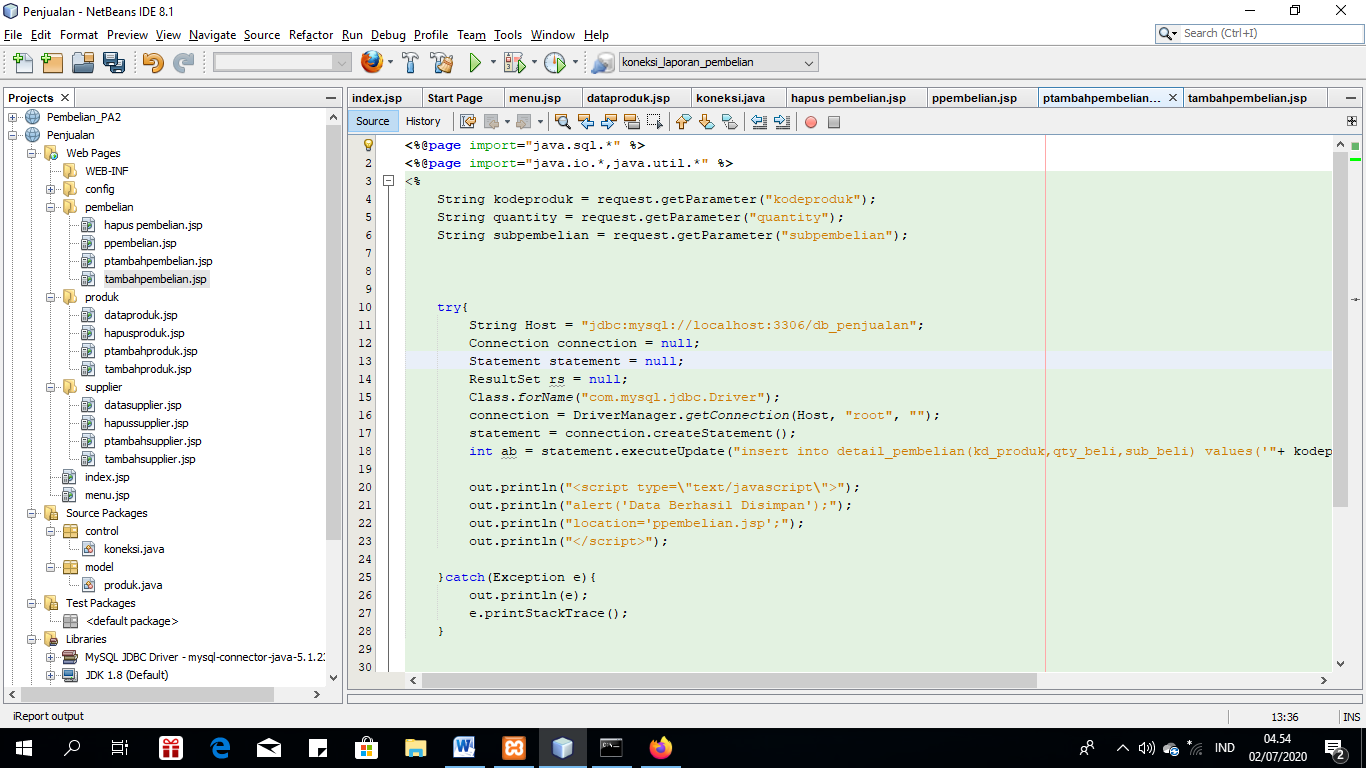 Penjualan - NetBeans IDE 8.1
File Edit Format Preview View Navigate Source Refactor Run Debug Profile Team Tools Window Help
Search (Ctrl+I)
koneksi_laporan_pembelian
Projects
index.jsp Start Page menu.jsp dataproduk.jsp koneksi.java hapus pembelian.jsp ppembelian.jsp ptambahpembelian... tambahpembelian.jsp
Source History
Pembelian_PA2
Penjualan
Web Pages
WEB-INF
config
pembelian
hapus pembelian.jsp
ppembelian.jsp
ptambahpembelian.jsp
tambahpembelian.jsp
produk
dataproduk.jsp
hapusproduk.jsp
ptambahproduk.jsp
tambahproduk.jsp
supplier
datasupplier.jsp
hapussupplier.jsp
ptambahsupplier.jsp
tambahsupplier.jsp
index.jsp
menu.jsp
Source Packages
control
koneksi.java
model
produk.java
Test Packages
<default package>
Libraries
MySQL JDBC Driver - mysql-connector-java-5.1.23
JDK 1.8 (Default)
1 <%@page import="java.sql.*" %>
2 <%@page import="java.io.*,java.util.*" %>
3 <%
4 String kodeproduk = request.getParameter("kodeproduk");
5 String quantity = request.getParameter("quantity");
6 String subpembelian = request.getParameter("subpembelian");
7
8
9
10 try{
11 String Host = "jdbc:mysql://localhost:3306/db_penjualan";
12 Connection connection = null;
13 Statement statement = null;
14 ResultSet rs = null;
15 Class.forName("com.mysql.jdbc.Driver");
16 connection = DriverManager.getConnection(Host, "root", "");
17 statement = connection.createStatement();
18 int ab = statement.executeUpdate("insert into detail_pembelian(kd_produk,qty_beli,sub_beli) values('"+ kodep
19
20 out.println("<script type=\"text/javascript\">");
21 out.println("alert('Data Berhasil Disimpan');");
22 out.println("location='ppembelian.jsp';");
23 out.println("</script>");
24
25 }catch(Exception e){
26 out.println(e);
27 e.printStackTrace();
28 }
29
30
iReport output
13:36 INS
IND
04.54
02/07/2020
2